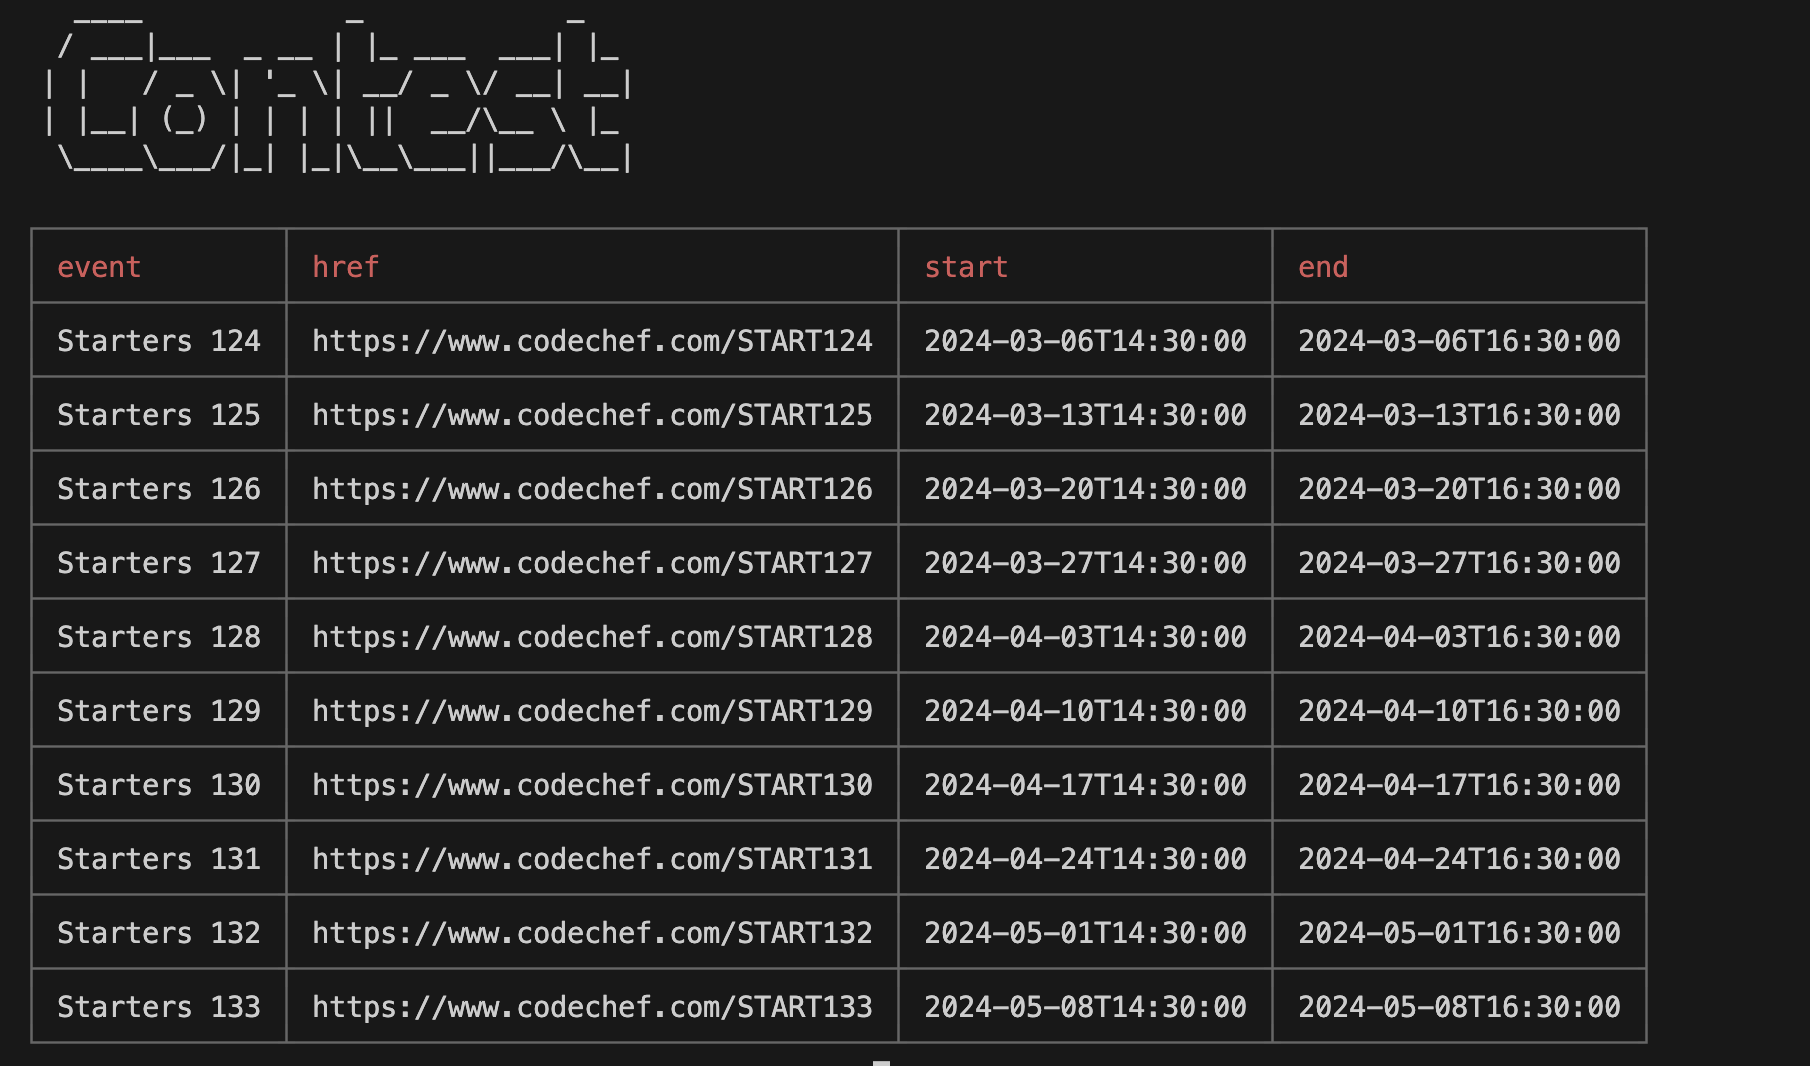 Contest
event href start end
Starters 124 https://www.codechef.com/START124 2024-03-06T14:30:00 2024-03-06T16:30:00
Starters 125 https://www.codechef.com/START125 2024-03-13T14:30:00 2024-03-13T16:30:00
Starters 126 https://www.codechef.com/START126 2024-03-20T14:30:00 2024-03-20T16:30:00
Starters 127 https://www.codechef.com/START127 2024-03-27T14:30:00 2024-03-27T16:30:00
Starters 128 https://www.codechef.com/START128 2024-04-03T14:30:00 2024-04-03T16:30:00
Starters 129 https://www.codechef.com/START129 2024-04-10T14:30:00 2024-04-10T16:30:00
Starters 130 https://www.codechef.com/START130 2024-04-17T14:30:00 2024-04-17T16:30:00
Starters 131 https://www.codechef.com/START131 2024-04-24T14:30:00 2024-04-24T16:30:00
Starters 132 https://www.codechef.com/START132 2024-05-01T14:30:00 2024-05-01T16:30:00
Starters 133 https://www.codechef.com/START133 2024-05-08T14:30:00 2024-05-08T16:30:00